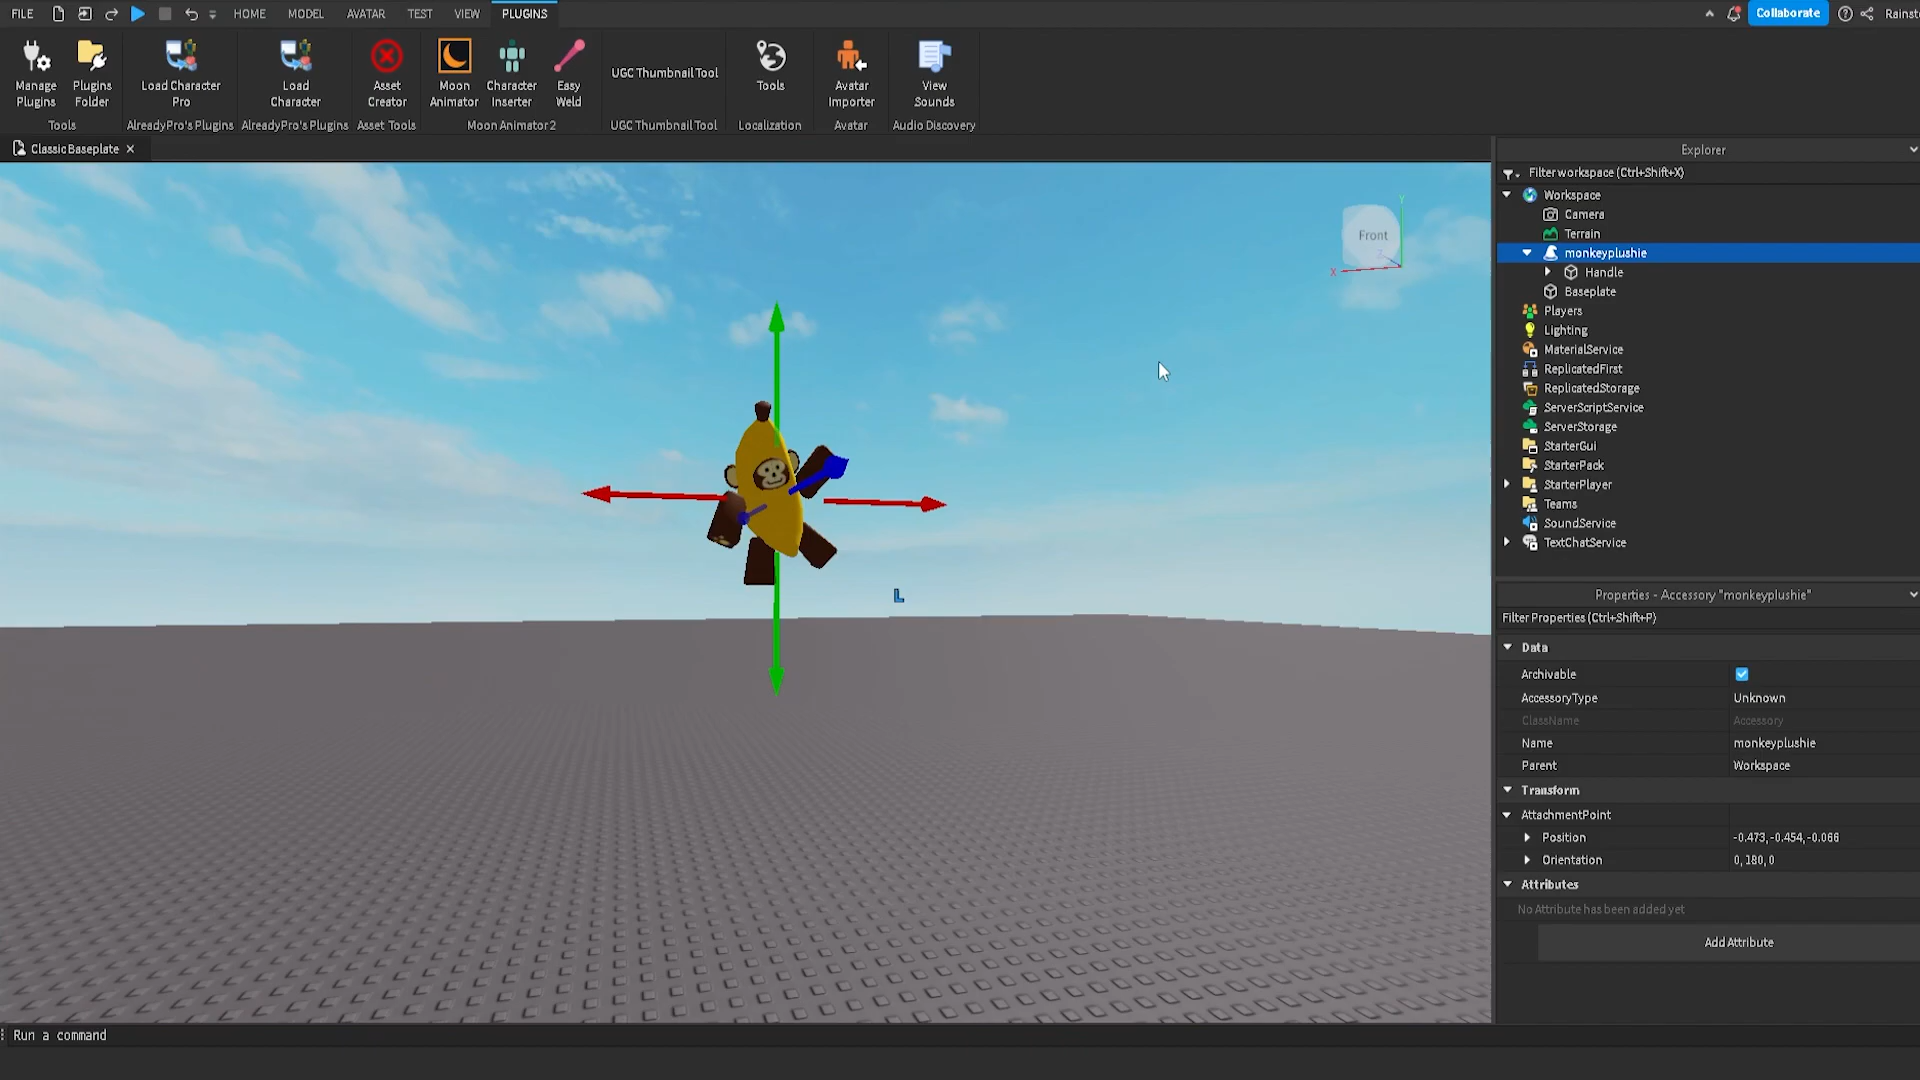 FILE HOME MODEL AVATAR TEST VIEW PLUGINS Collaborate
Manage Plugins
Plugins Folder
Tools
Load Character Pro
AlreadyPro's Plugins
Load Character
AlreadyPro's Plugins
Asset Creator
Asset Tools
Moon Animator
Character Inserter
Easy Weld
Moon Animator 2
UGC Thumbnail Tool
UGC Thumbnail Tool
Tools
Localization
Avatar Importer
Avatar
View Sounds
Audio Discovery
Classic Baseplate
Front
Y
X
Z
L
Explorer
Filter workspace (Ctrl+Shift+X)
Workspace
Camera
Terrain
monkeyplushie
Handle
Baseplate
Players
Lighting
MaterialService
ReplicatedFirst
ReplicatedStorage
ServerScriptService
ServerStorage
StarterGui
StarterPack
StarterPlayer
Teams
SoundService
TextChatService
Properties - Accessory "monkeyplushie"
Filter Properties (Ctrl+Shift+P)
Data
Archivable
AccessoryType Unknown
ClassName Accessory
Name monkeyplushie
Parent Workspace
Transform
AttachmentPoint
Position -0.473, -0.454, -0.066
Orientation 0, 180, 0
Attributes
No Attribute has been added yet
Add Attribute
Run a command